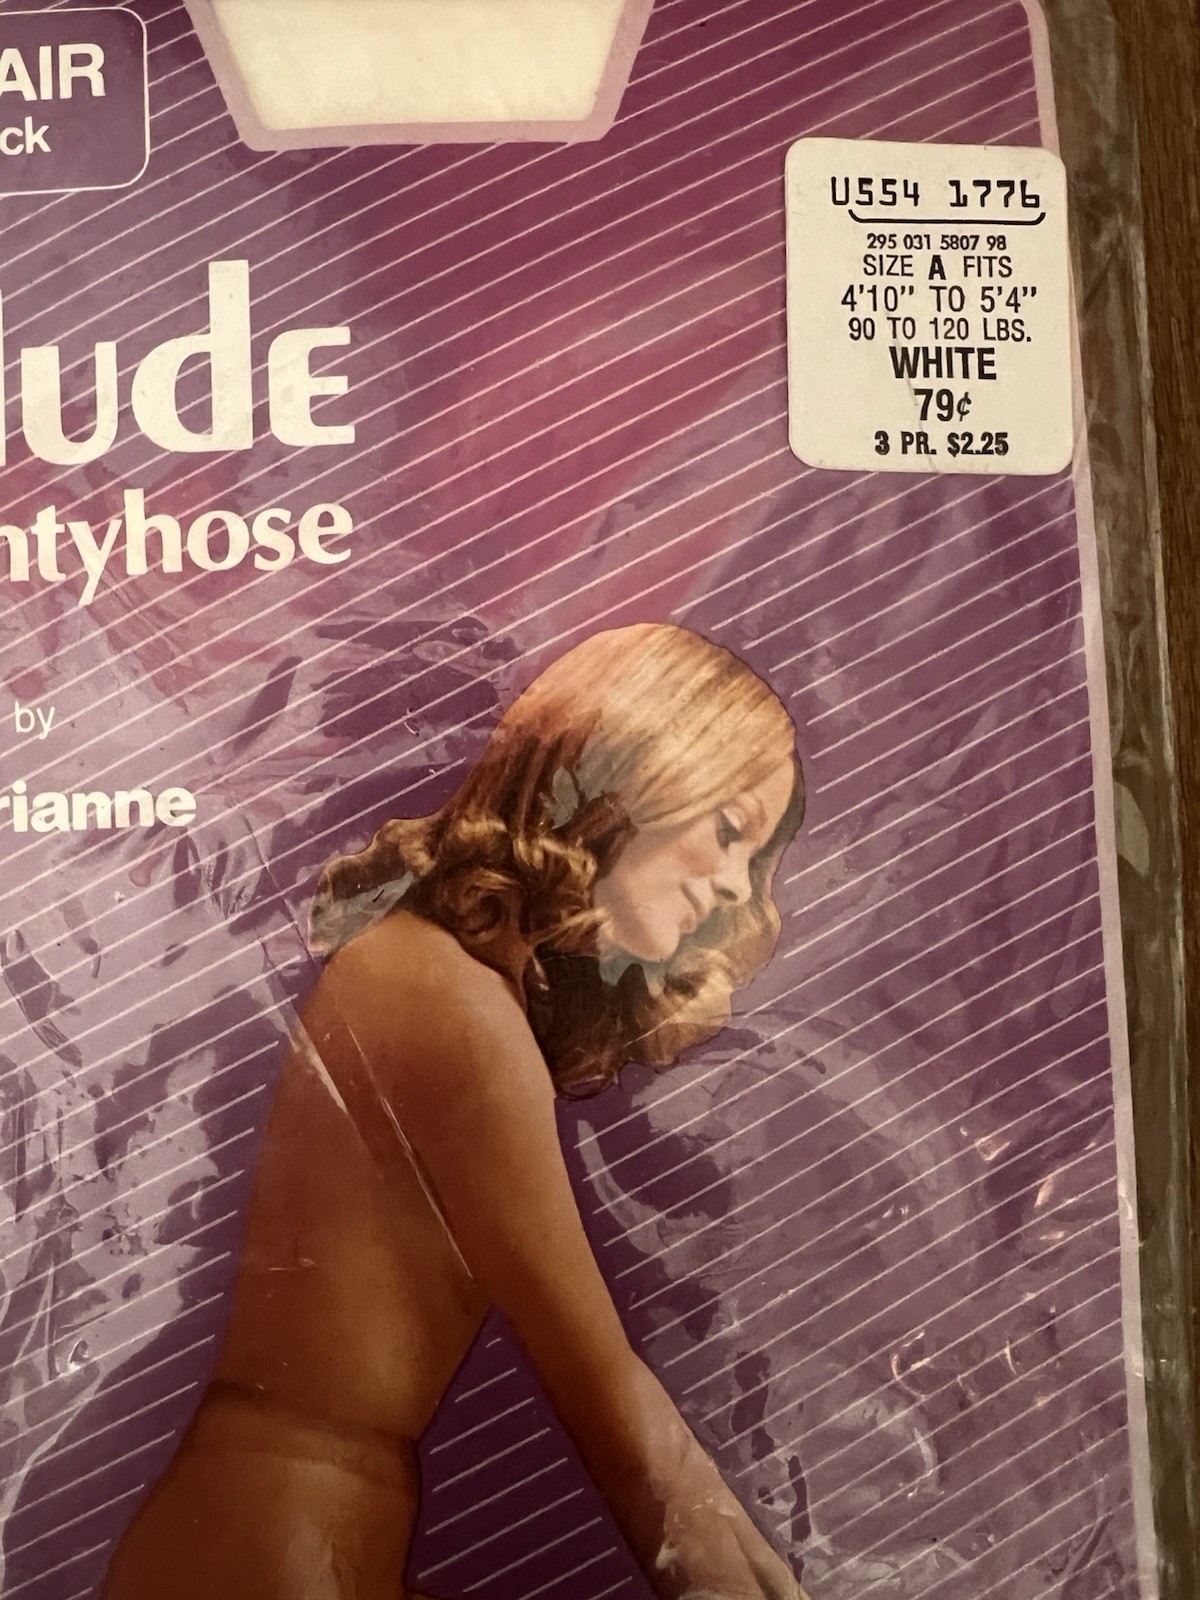 AIR
ck
U554 1776
295 031 5807 98
SIZE A FITS
4'10" TO 5'4"
90 TO 120 LBS.
WHITE
79¢
3 PR. $2.25
ude
ntyhose
by
rianne